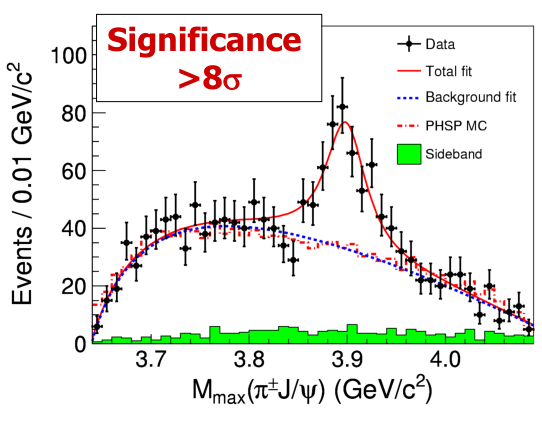 Significance
>8σ
Data
Total fit
Background fit
PHSP MC
Sideband
Events / 0.01 GeV/c²
100
80
60
40
20
0
3.7 3.8 3.9 4.0
M_max(π±J/ψ) (GeV/c²)